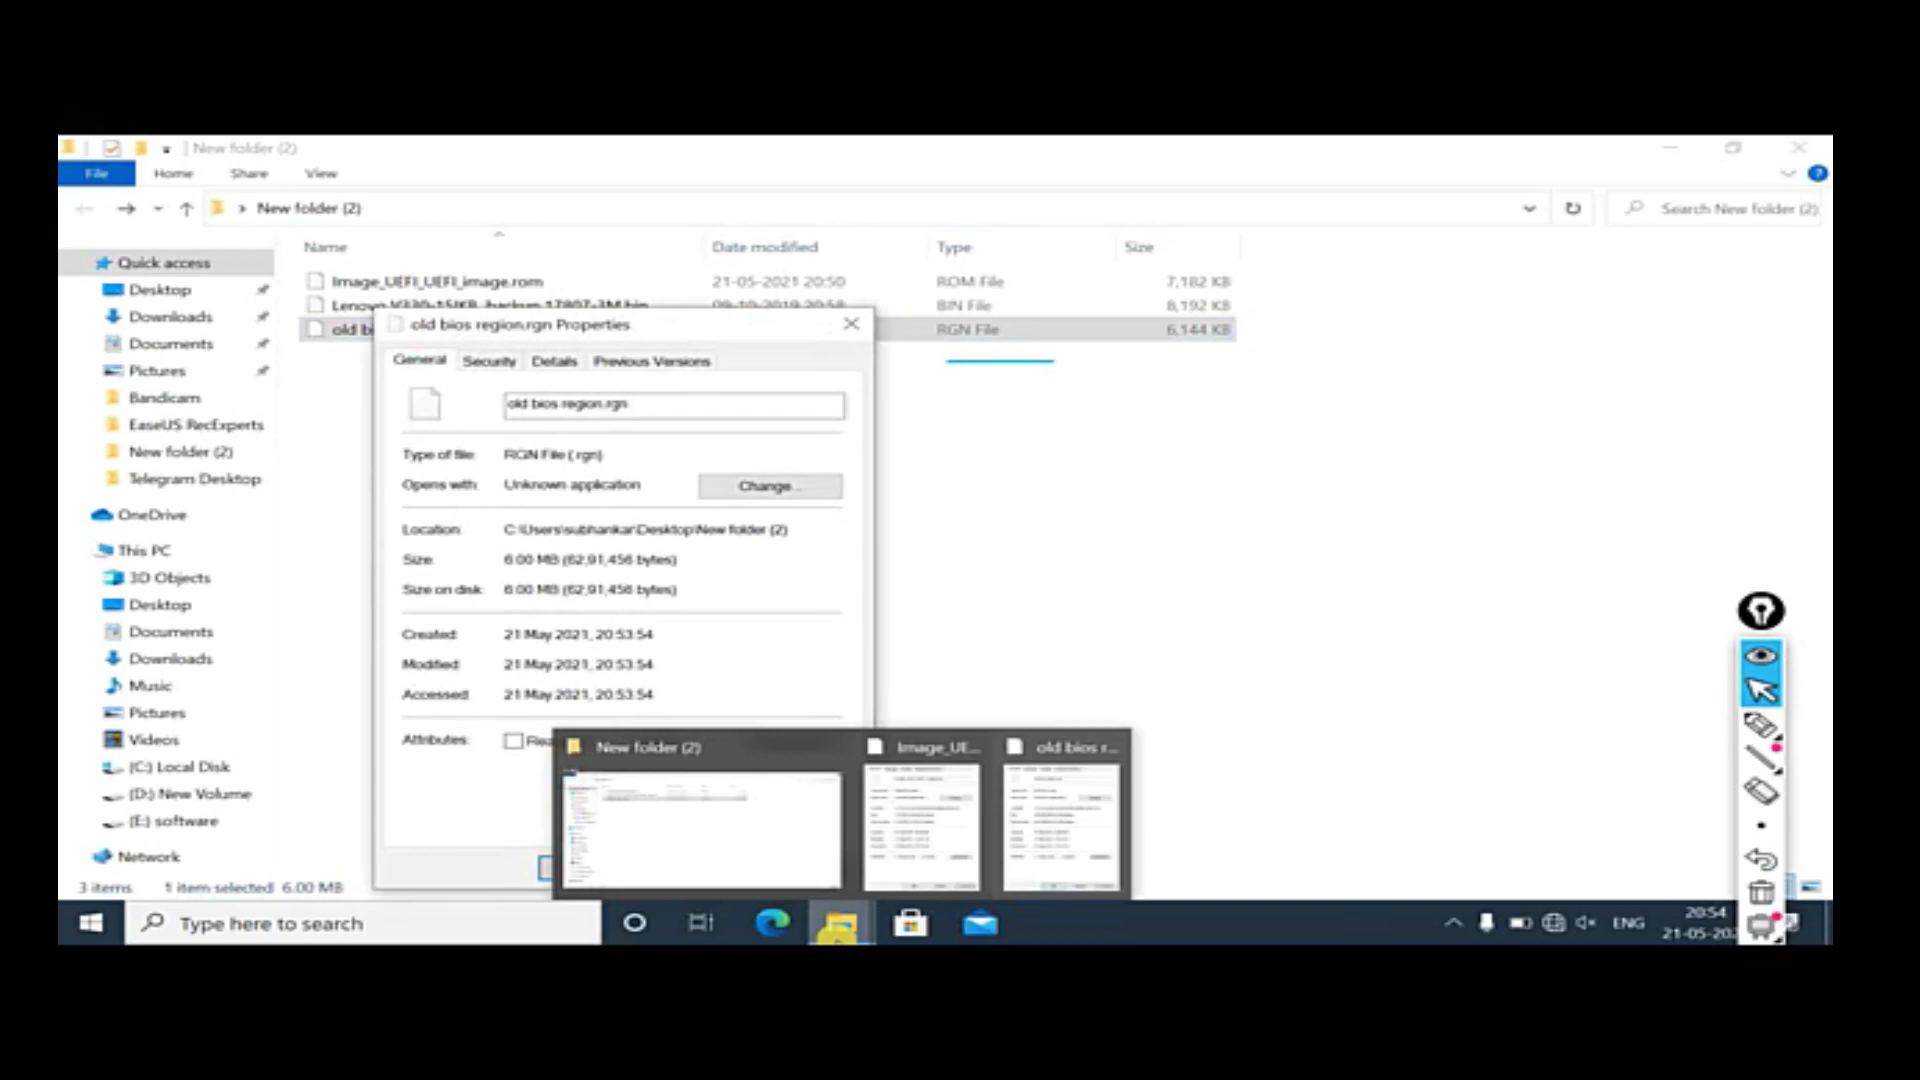 New folder (2)
File Home Share View
New folder (2)
Search New folder (2)
Name Date modified Type Size
Image_UEFI_UEFI_image.rom 21-05-2021 20:50 ROM File 7,182 KB
Lenovo V330-15IKB backup 17807-3M.bin 09-10-2019 20:58 BIN File 8,192 KB
old b RGN File 6,144 KB
old bios region.rgn Properties
General Security Details Previous Versions
old bios region.rgn
Type of file: RGN File (.rgn)
Opens with: Unknown application Change...
Location: C:\Users\subhankar\Desktop\New folder (2)
Size: 6.00 MB (62,91,456 bytes)
Size on disk: 6.00 MB (62,91,456 bytes)
Created: 21 May 2021, 20:53:54
Modified: 21 May 2021, 20:53:54
Accessed: 21 May 2021, 20:53:54
Attributes: Rea
Quick access
Desktop
Downloads
Documents
Pictures
Bandicam
EaseUS RecExperts
New folder (2)
Telegram Desktop
OneDrive
This PC
3D Objects
Desktop
Documents
Downloads
Music
Pictures
Videos
(C:) Local Disk
(D:) New Volume
(E:) software
Network
3 items 1 item selected 6.00 MB
New folder (2) Image_UE... old bios r...
Type here to search
ENG
20:54
21-05-202